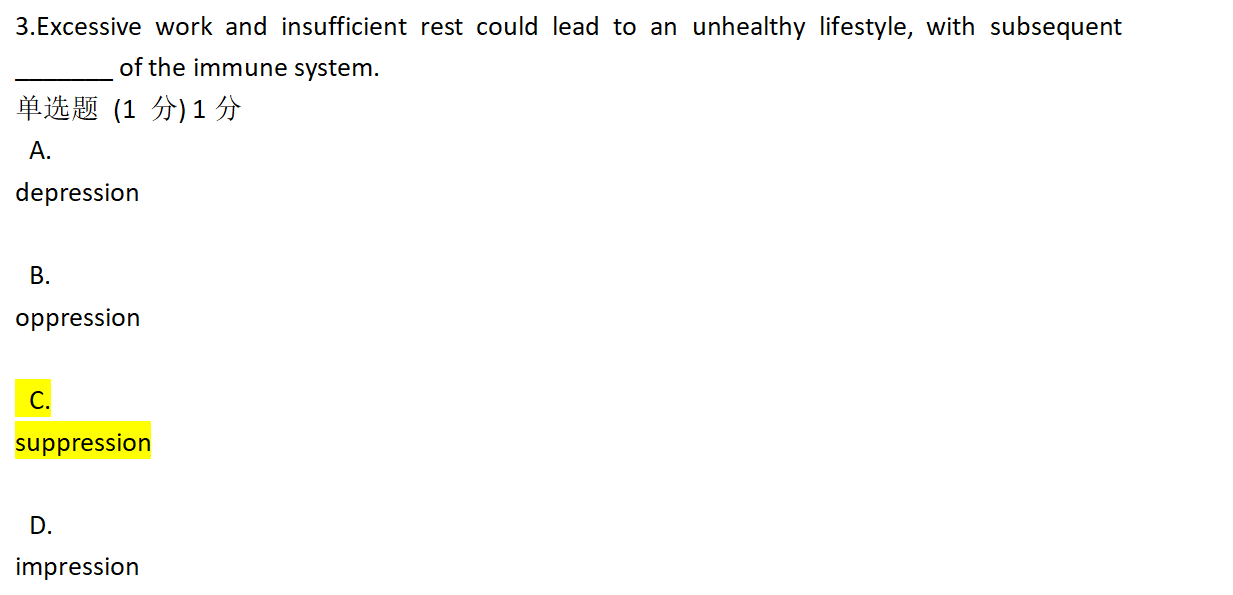 3.Excessive work and insufficient rest could lead to an unhealthy lifestyle, with subsequent
_______ of the immune system.
单选题 (1 分) 1 分
A.
depression
B.
oppression
C.
suppression
D.
impression